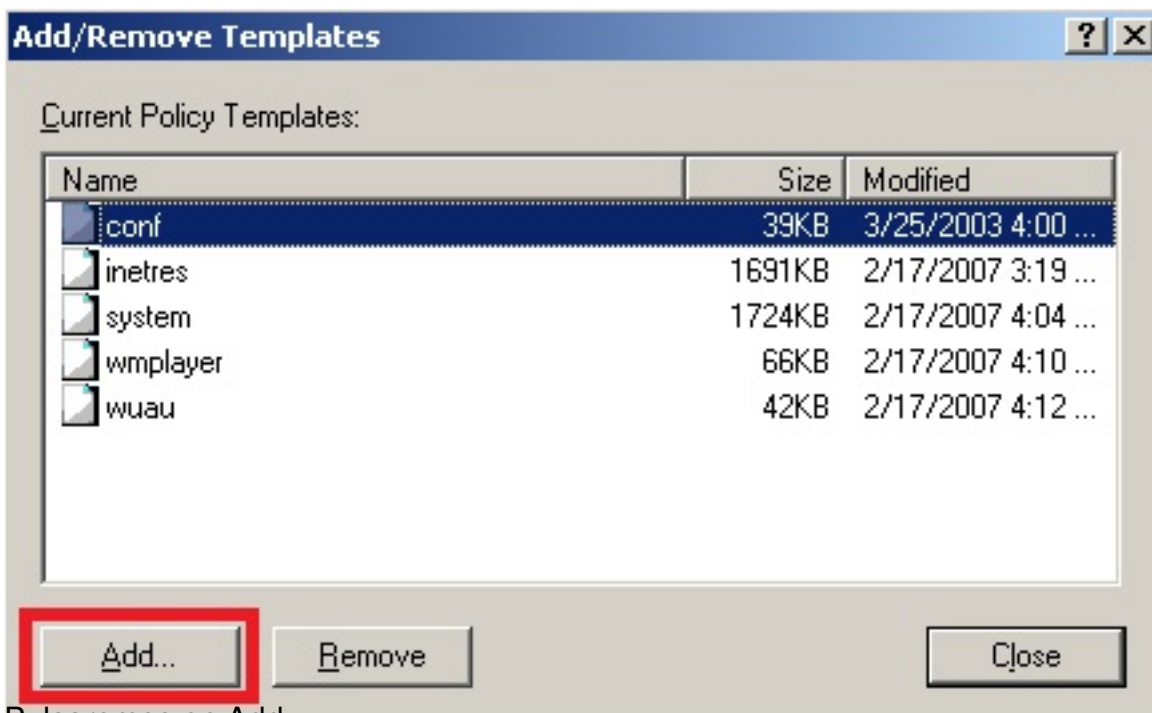 Add/Remove Templates
Current Policy Templates:
Name Size Modified
conf 39KB 3/25/2003 4:00 ...
inetres 1691KB 2/17/2007 3:19 ...
system 1724KB 2/17/2007 4:04 ...
wmplayer 66KB 2/17/2007 4:10 ...
wuau 42KB 2/17/2007 4:12 ...
Add... Remove Close
en Add